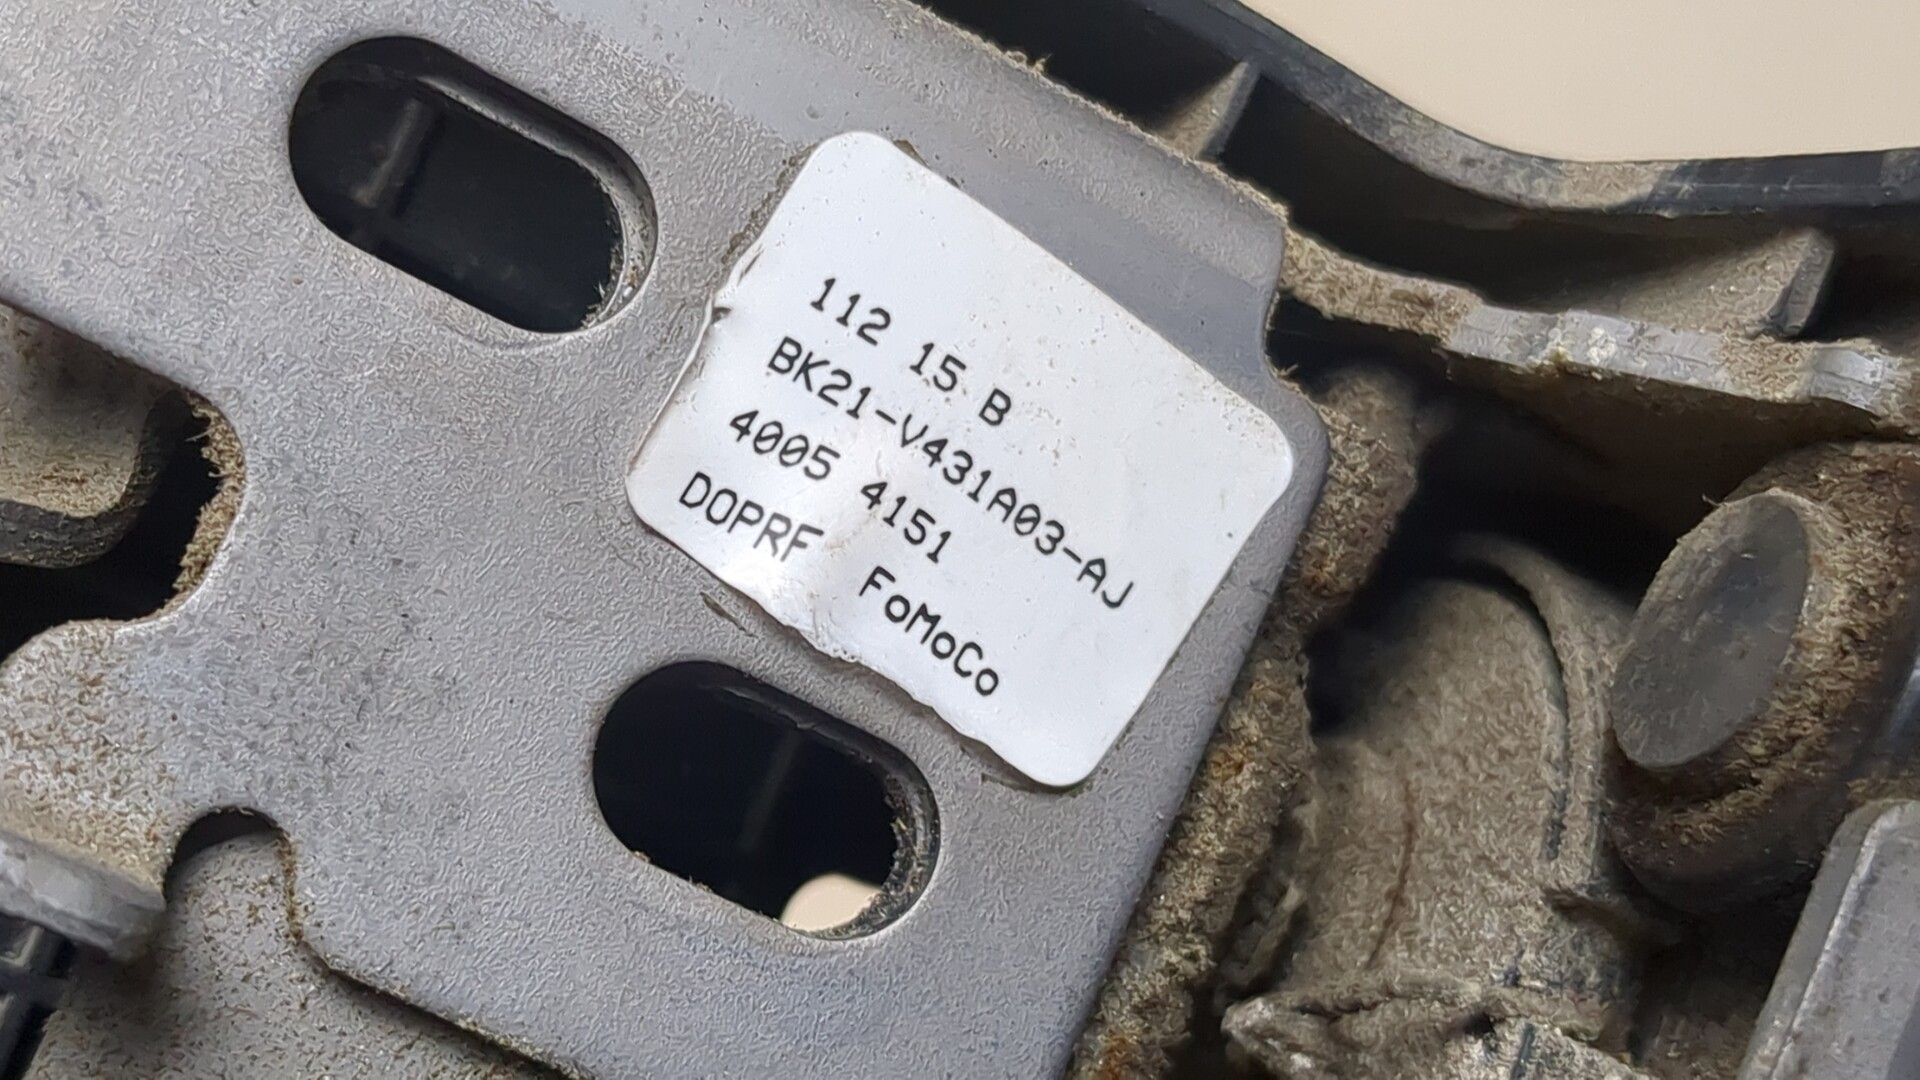 112 15 B
BK21-V431A03-AJ
4005 4151
DOPRF FoMoCo